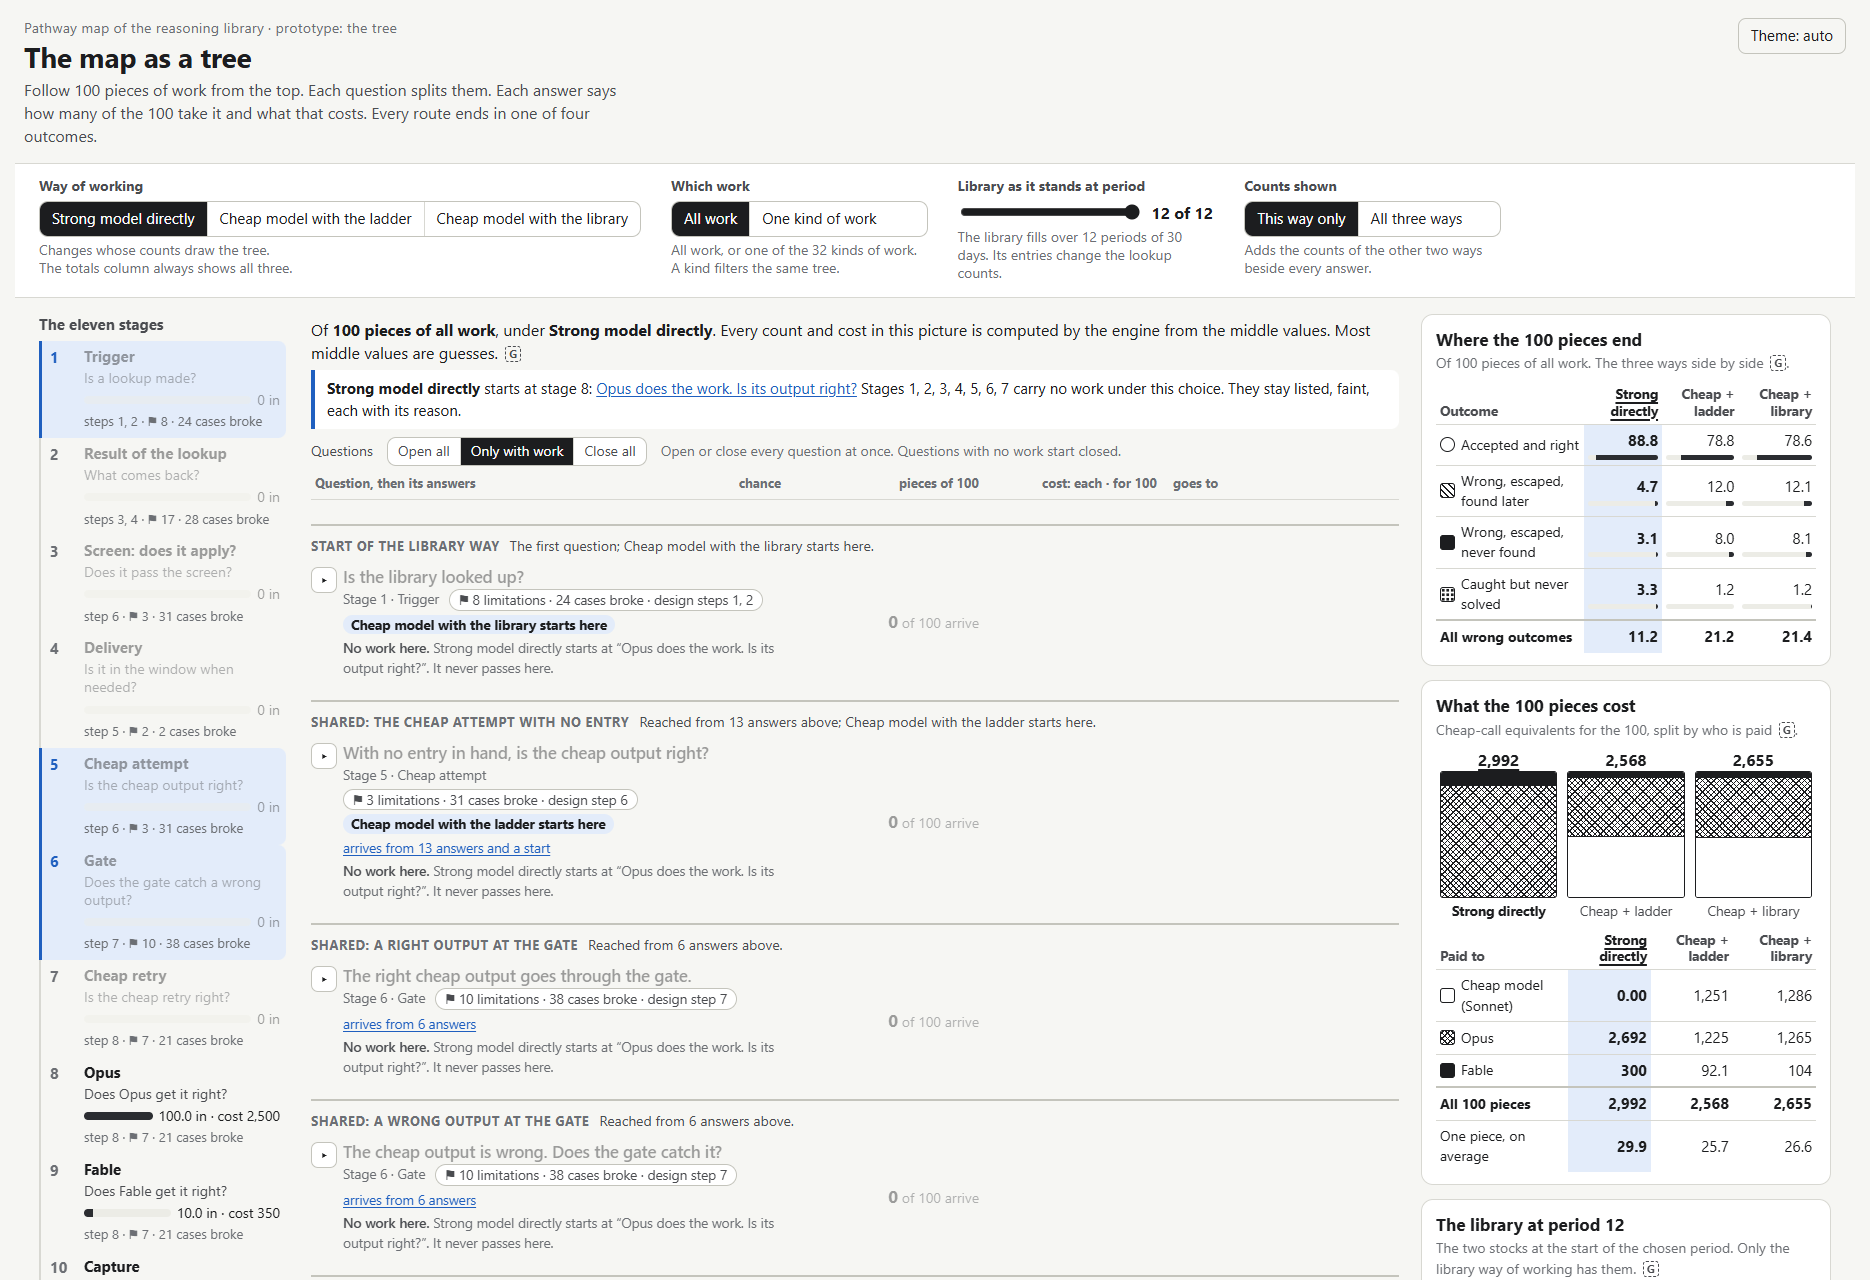 Pathway map of the reasoning library · prototype: the tree
The map as a tree
Follow 100 pieces of work from the top. Each question splits them. Each answer says
how many of the 100 take it and what that costs. Every route ends in one of four
outcomes.
Theme: auto
Way of working
Strong model directly
Cheap model with the ladder
Cheap model with the library
Changes whose counts draw the tree.
The totals column always shows all three.
Which work
All work
One kind of work
All work, or one of the 32 kinds of work.
A kind filters the same tree.
Library as it stands at period
12 of 12
The library fills over 12 periods of 30
days. Its entries change the lookup
counts.
Counts shown
This way only
All three ways
Adds the counts of the other two ways
beside every answer.
The eleven stages
1 Trigger
Is a lookup made?
0 in
steps 1, 2 · ⚑ 8 · 24 cases broke
2 Result of the lookup
What comes back?
0 in
steps 3, 4 · ⚑ 17 · 28 cases broke
3 Screen: does it apply?
Does it pass the screen?
0 in
step 6 · ⚑ 3 · 31 cases broke
4 Delivery
Is it in the window when
needed?
0 in
step 5 · ⚑ 2 · 2 cases broke
5 Cheap attempt
Is the cheap output right?
0 in
step 6 · ⚑ 3 · 31 cases broke
6 Gate
Does the gate catch a wrong
output?
0 in
step 7 · ⚑ 10 · 38 cases broke
7 Cheap retry
Is the cheap retry right?
0 in
step 8 · ⚑ 7 · 21 cases broke
8 Opus
Does Opus get it right?
100.0 in · cost 2,500
step 8 · ⚑ 7 · 21 cases broke
9 Fable
Does Fable get it right?
10.0 in · cost 350
step 8 · ⚑ 7 · 21 cases broke
10 Capture
Of 100 pieces of all work, under Strong model directly. Every count and cost in this picture is computed by the engine from the middle values. Most
middle values are guesses. G
Strong model directly starts at stage 8: Opus does the work. Is its output right? Stages 1, 2, 3, 4, 5, 6, 7 carry no work under this choice. They stay listed, faint,
each with its reason.
Questions
Open all
Only with work
Close all
Open or close every question at once. Questions with no work start closed.
Question, then its answers
chance
pieces of 100
cost: each · for 100
goes to
START OF THE LIBRARY WAY The first question; Cheap model with the library starts here.
Is the library looked up?
Stage 1 · Trigger ⚑ 8 limitations · 24 cases broke · design steps 1, 2
Cheap model with the library starts here
0 of 100 arrive
No work here. Strong model directly starts at “Opus does the work. Is its
output right?”. It never passes here.
SHARED: THE CHEAP ATTEMPT WITH NO ENTRY Reached from 13 answers above; Cheap model with the ladder starts here.
With no entry in hand, is the cheap output right?
Stage 5 · Cheap attempt
⚑ 3 limitations · 31 cases broke · design step 6
Cheap model with the ladder starts here
0 of 100 arrive
arrives from 13 answers and a start
No work here. Strong model directly starts at “Opus does the work. Is its
output right?”. It never passes here.
SHARED: A RIGHT OUTPUT AT THE GATE Reached from 6 answers above.
The right cheap output goes through the gate.
Stage 6 · Gate ⚑ 10 limitations · 38 cases broke · design step 7
arrives from 6 answers
0 of 100 arrive
No work here. Strong model directly starts at “Opus does the work. Is its
output right?”. It never passes here.
SHARED: A WRONG OUTPUT AT THE GATE Reached from 6 answers above.
The cheap output is wrong. Does the gate catch it?
Stage 6 · Gate ⚑ 10 limitations · 38 cases broke · design step 7
arrives from 6 answers
0 of 100 arrive
No work here. Strong model directly starts at “Opus does the work. Is its
output right?”. It never passes here.
Where the 100 pieces end
Of 100 pieces of all work. The three ways side by side G.
Outcome
Strong directly
Cheap + ladder
Cheap + library
Accepted and right 88.8 78.8 78.6
Wrong, escaped, found later 4.7 12.0 12.1
Wrong, escaped, never found 3.1 8.0 8.1
Caught but never solved 3.3 1.2 1.2
All wrong outcomes 11.2 21.2 21.4
What the 100 pieces cost
Cheap-call equivalents for the 100, split by who is paid G.
2,992 2,568 2,655
Strong directly Cheap + ladder Cheap + library
Paid to
Strong directly
Cheap + ladder
Cheap + library
Cheap model (Sonnet) 0.00 1,251 1,286
Opus 2,692 1,225 1,265
Fable 300 92.1 104
All 100 pieces 2,992 2,568 2,655
One piece, on average 29.9 25.7 26.6
The library at period 12
The two stocks at the start of the chosen period. Only the
library way of working has them. G